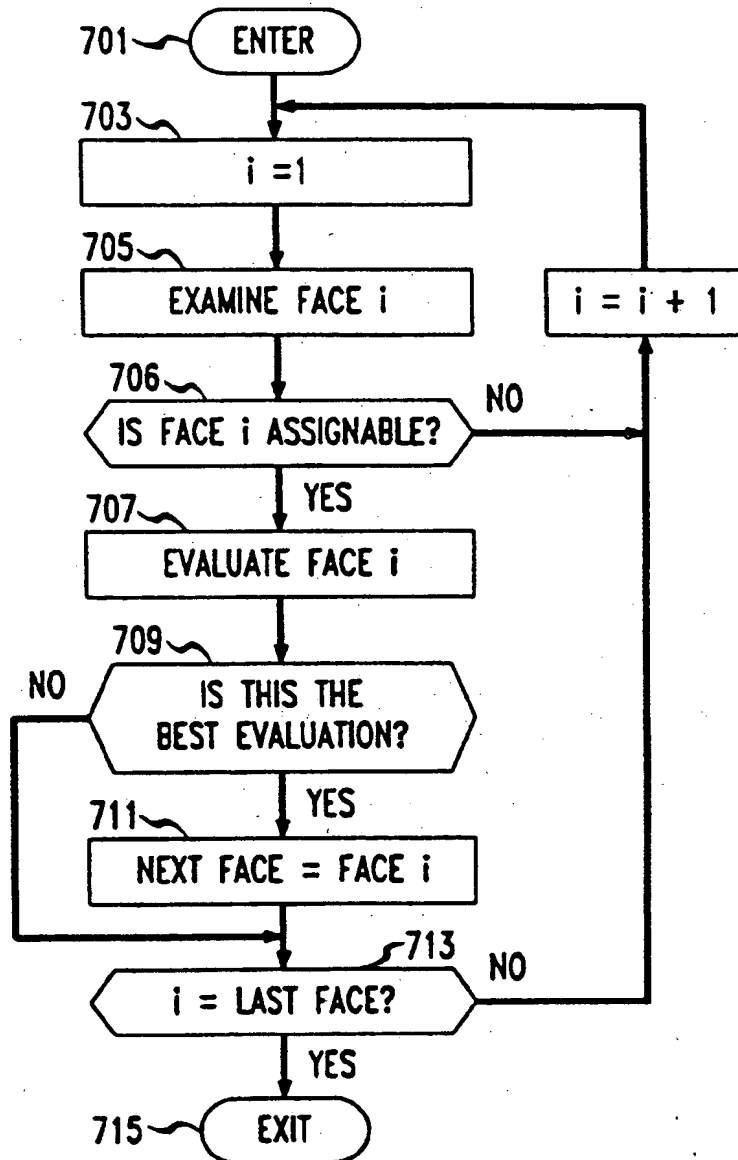 701
ENTER
703
i =1
705
EXAMINE FACE i
i = i + 1
706
NO
IS FACE i ASSIGNABLE?
YES
707
EVALUATE FACE i
709
NO
IS THIS THE
BEST EVALUATION?
YES
711
NEXT FACE = FACE i
713
NO
i = LAST FACE?
YES
715
EXIT